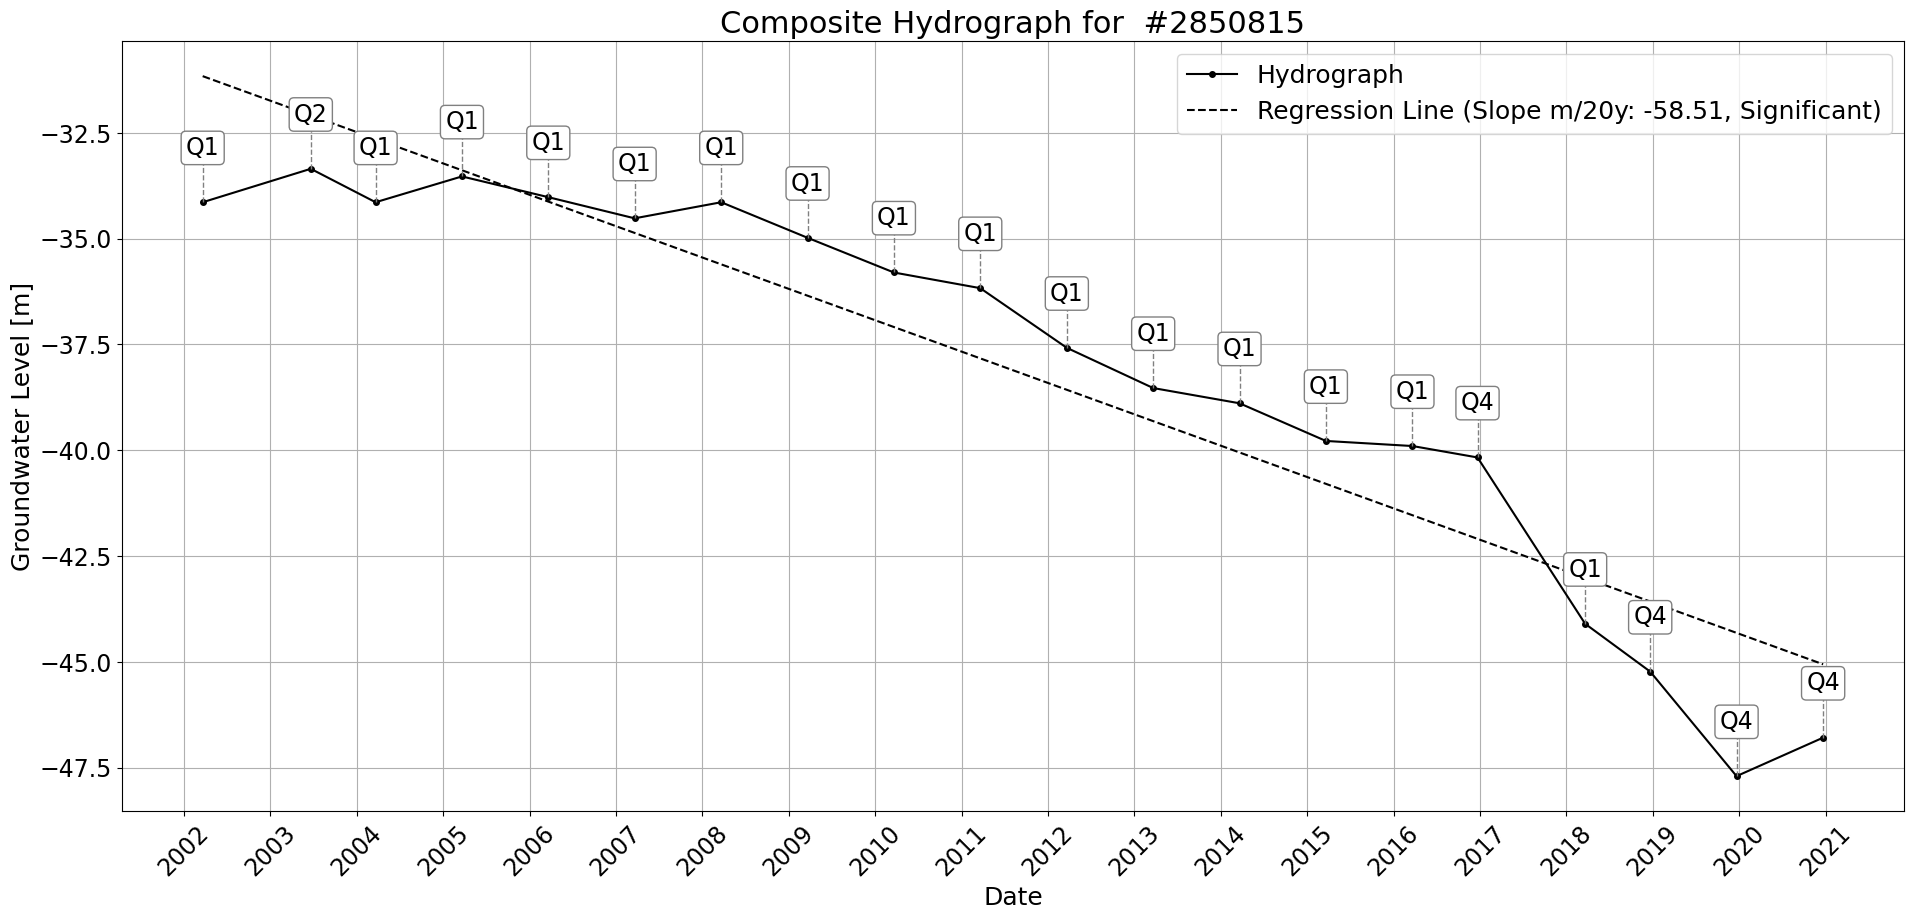 Composite Hydrograph for  #2850815
Hydrograph
Regression Line (Slope m/20y: -58.51, Significant)
Groundwater Level [m]
−32.5
−35.0
−37.5
−40.0
−42.5
−45.0
−47.5
Q1
Q2
Q1
Q1
Q1
Q1
Q1
Q1
Q1
Q1
Q1
Q1
Q1
Q1
Q1
Q4
Q1
Q4
Q4
Q4
2002
2003
2004
2005
2006
2007
2008
2009
2010
2011
2012
2013
2014
2015
2016
2017
2018
2019
2020
2021
Date